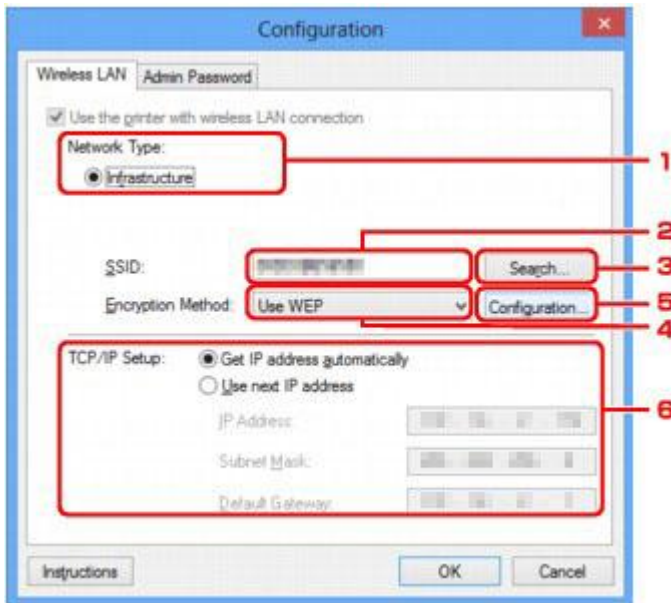 Configuration
Wireless LAN Admin Password
Use the printer with wireless LAN connection
Network Type:
1
Infrastructure
2
SSID:
Search...
3
Encryption Method: Use WEP
Configuration...
5
4
TCP/IP Setup: Get IP address automatically
Use next IP address
6
IP Address:
Subnet Mask:
Default Gateway:
Instructions OK Cancel